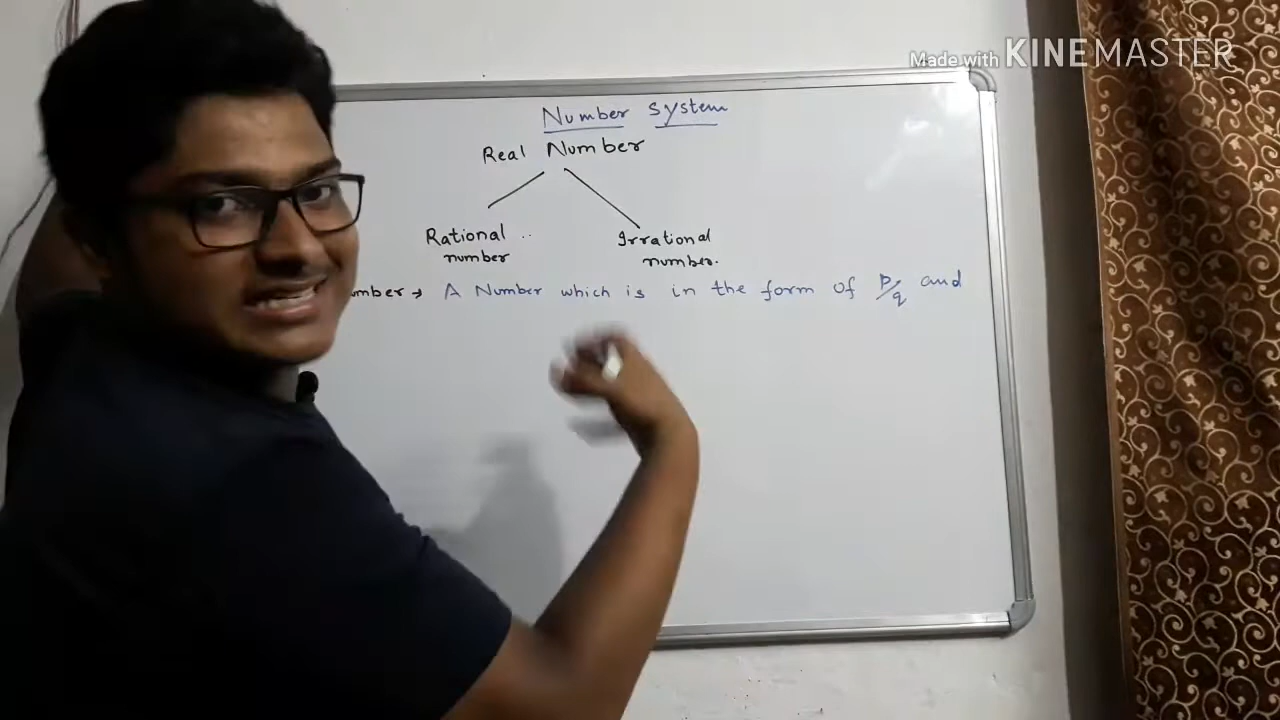 Made with KINEMASTER
Number system
Real Number
Rational ..
number
Irrational
number.
umber → A Number which is in the form of P/q and